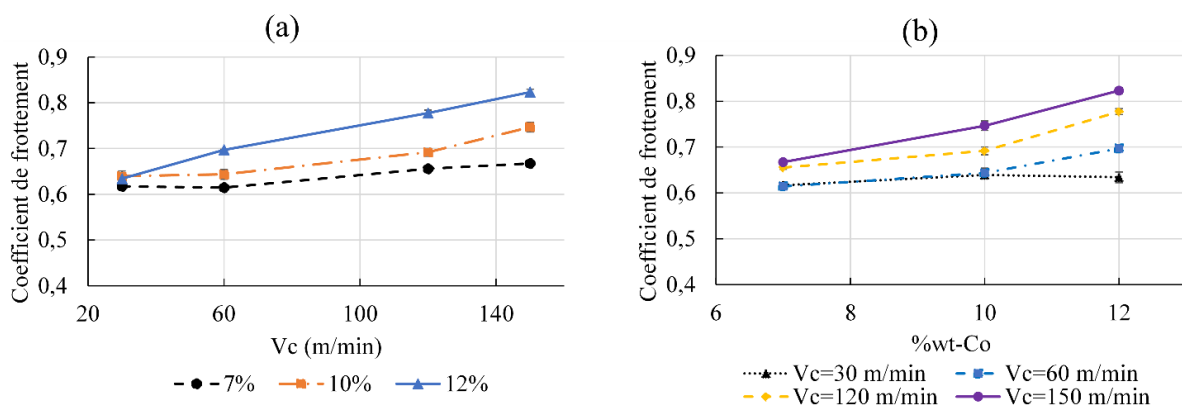 (a)
Coefficient de frottement
0,9
0,8
0,7
0,6
0,5
0,4
20
60
100
140
Vc (m/min)
7%
10%
12%
(b)
Coefficient de frottement
0,9
0,8
0,7
0,6
0,5
0,4
6
8
10
12
%wt-Co
Vc=30 m/min
Vc=60 m/min
Vc=120 m/min
Vc=150 m/min